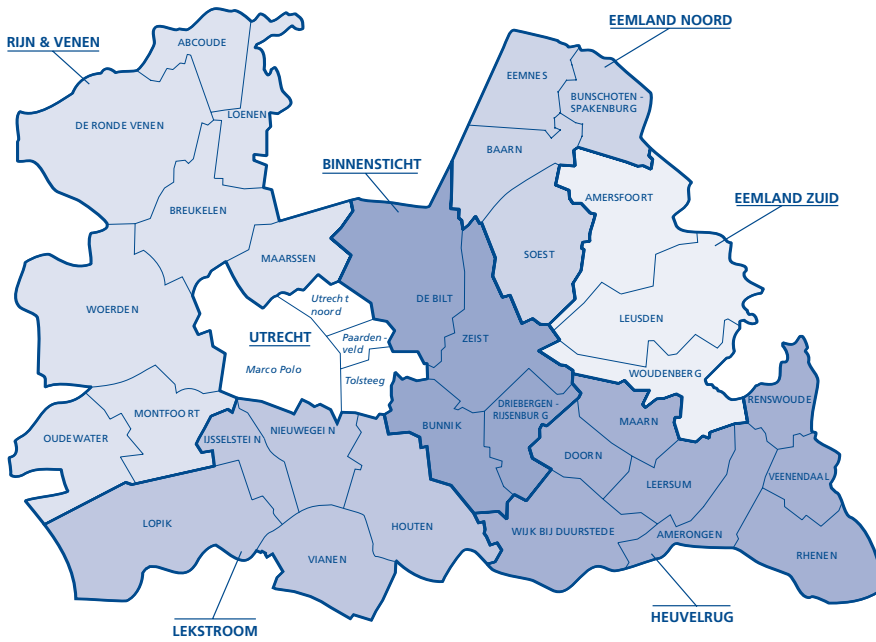 EEMLAND NOORD
RIJN & VENEN
ABCOUDE
EEMNES
BUNSCHOTEN -
SPAKENBURG
LOENEN
DE RONDE VENEN
BAARN
BINNENSTICHT
AMERSFOORT
EEMLAND ZUID
BREUKELEN
MAARSSEN
SOEST
WOERDEN
Utrecht
noord
DE BILT
LEUSDEN
UTRECHT
Paarden-
veld
ZEIST
Marco Polo
Tolsteeg
WOUDENBERG
RENSWOUDE
DRIEBERGEN -
RIJSENBURG
MONTFOORT
OUDEWATER
IJSSELSTEIN
NIEUWEGEIN
BUNNIK
MAARN
DOORN
LEERSUM
VEENENDAAL
LOPIK
HOUTEN
WIJK BIJ DUURSTEDE
AMERONGEN
VIANEN
RHENEN
HEUVELRUG
LEKSTROOM